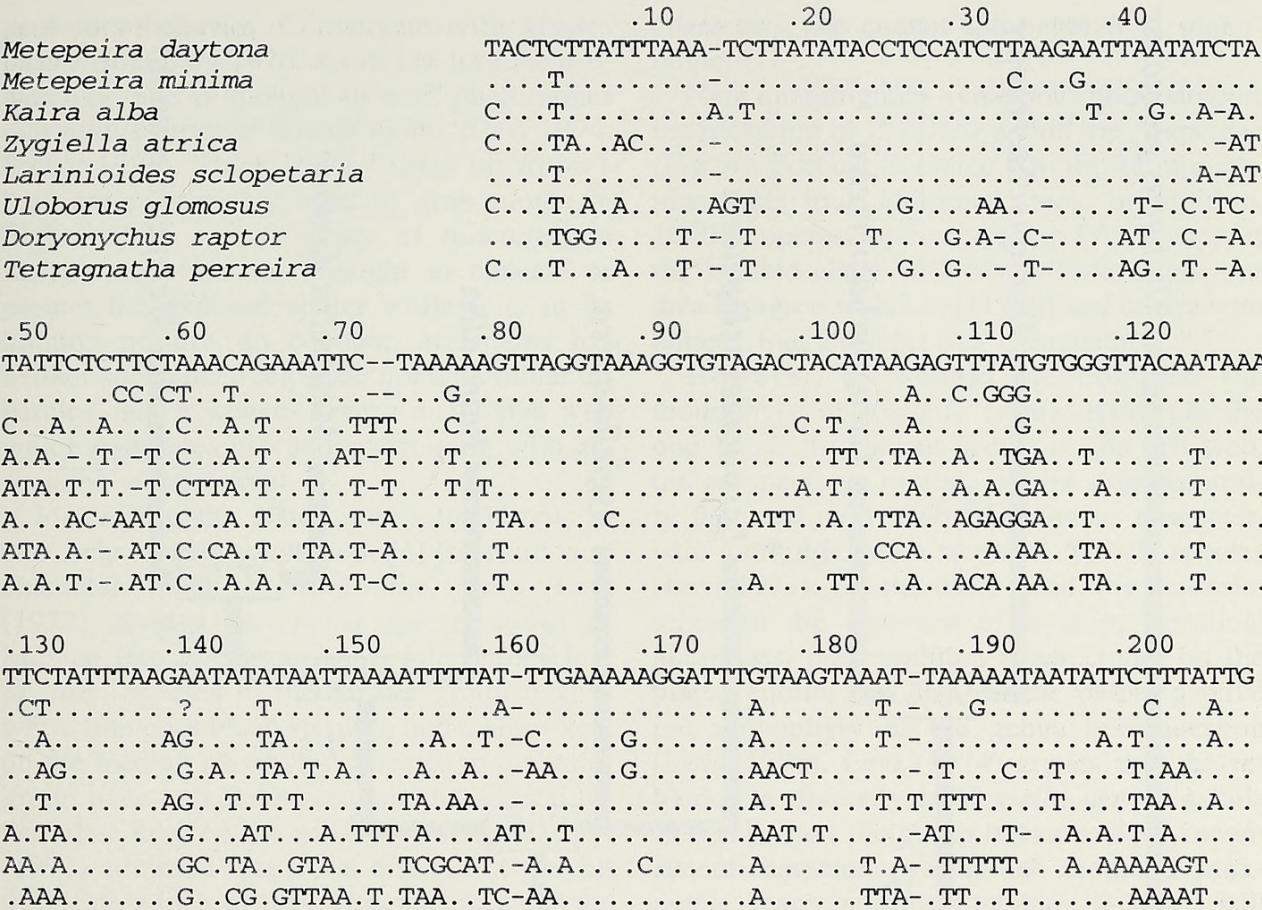 .10 .20 .30 .40
Metepeira daytona TACTCTTATTTAAA-TCTTATATACCTCCATCTTAAGAATTAATATCTA
Metepeira minima ....T.........-..................C...G...........
Kaira alba C...T.........A.T.....................T...G..A-A.
Zygiella atrica C...TA..AC....-...............................-AT
Larinioides sclopetaria ....T.........-..............................A-AT
Uloborus glomosus C...T.A.A.....AGT.........G....AA..-.....T-.C.TC.
Doryonychus raptor ....TGG.....T.-.T.......T....G.A-.C-....AT..C.-A.
Tetragnatha perreira C...T...A...T.-.T.........G..G..-.T-....AG..T.-A.
.50 .60 .70 .80 .90 .100 .110 .120
TATTCTCTTCTAAACAGAAATTC--TAAAAAGTTAGGTAAAGGTGTAGACTACATAAGAGTTTATGTGGGTTACAATAAA
.......CC.CT..T........--...G............................A..C.GGG...............
C..A..A....C..A.T.....TTT...C.....................C.T....A......G...............
A.A.-.T.-T.C..A.T....AT-T...T.......................TT..TA..A..TGA..T......T....
ATA.T.T.-T.CTTA.T..T..T-T...T.T...................A.T....A..A.A.GA...A.....T....
A...AC-AAT.C..A.T..TA.T-A......TA.....C........ATT..A..TTA..AGAGGA..T......T....
ATA.A.-.AT.C.CA.T..TA.T-A......T.......................CCA....A.AA..TA.....T....
A.A.T.-.AT.C..A.A...A.T-C......T...............A....TT...A..ACA.AA..TA.....T....
.130 .140 .150 .160 .170 .180 .190 .200
TTCTATTTAAGAATATATAATTAAAATTTTAT-TTGAAAAAGGATTTGTAAGTAAAT-TAAAAATAATATTCTTTATTG
.CT........?....T..............A-..............A.......T.-...G..........C...A..
..A.......AG....TA.........A..T.-C.....G.......A.......T.-...........A.T....A..
..AG.......G.A..TA.T.A....A..A..-AA....G.......AACT......-.T...C..T....T.AA....
..T.......AG..T.T.T......TA.AA..-..............A.T.....T.T.TTT....T....TAA..A..
A.TA.......G...AT...A.TTT.A....AT..T...........AAT.T.....-AT...T-..A.A.T.A.....
AA.A.......GC.TA..GTA....TCGCAT.-A.A....C......A......T.A-.TTTTT...A.AAAAAGT...
.AAA.......G..CG.GTTAA.T.TAA..TC-AA............A......TTA-.TT..T.......AAAAT...